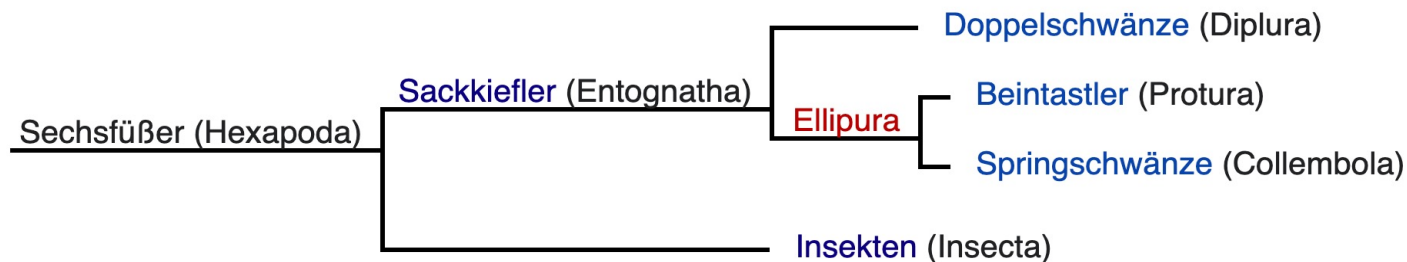 Doppelschwänze (Diplura)
Sackkiefler (Entognatha)
Beintastler (Protura)
Ellipura
Sechsfüßer (Hexapoda)
Springschwänze (Collembola)
Insekten (Insecta)